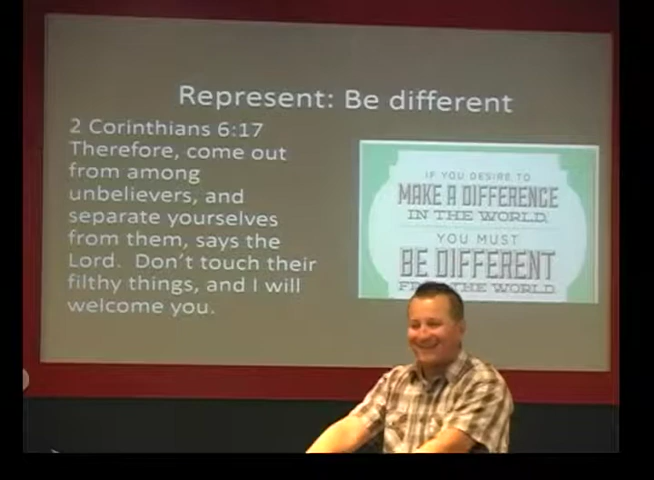 Represent: Be different
2 Corinthians 6:17
Therefore, come out
from among
unbelievers, and
separate yourselves
from them, says the
Lord. Don't touch their
filthy things, and I will
welcome you.
IF YOU DESIRE TO
MAKE A DIFFERENCE
IN THE WORLD,
YOU MUST
BE DIFFERENT
FROM THE WORLD